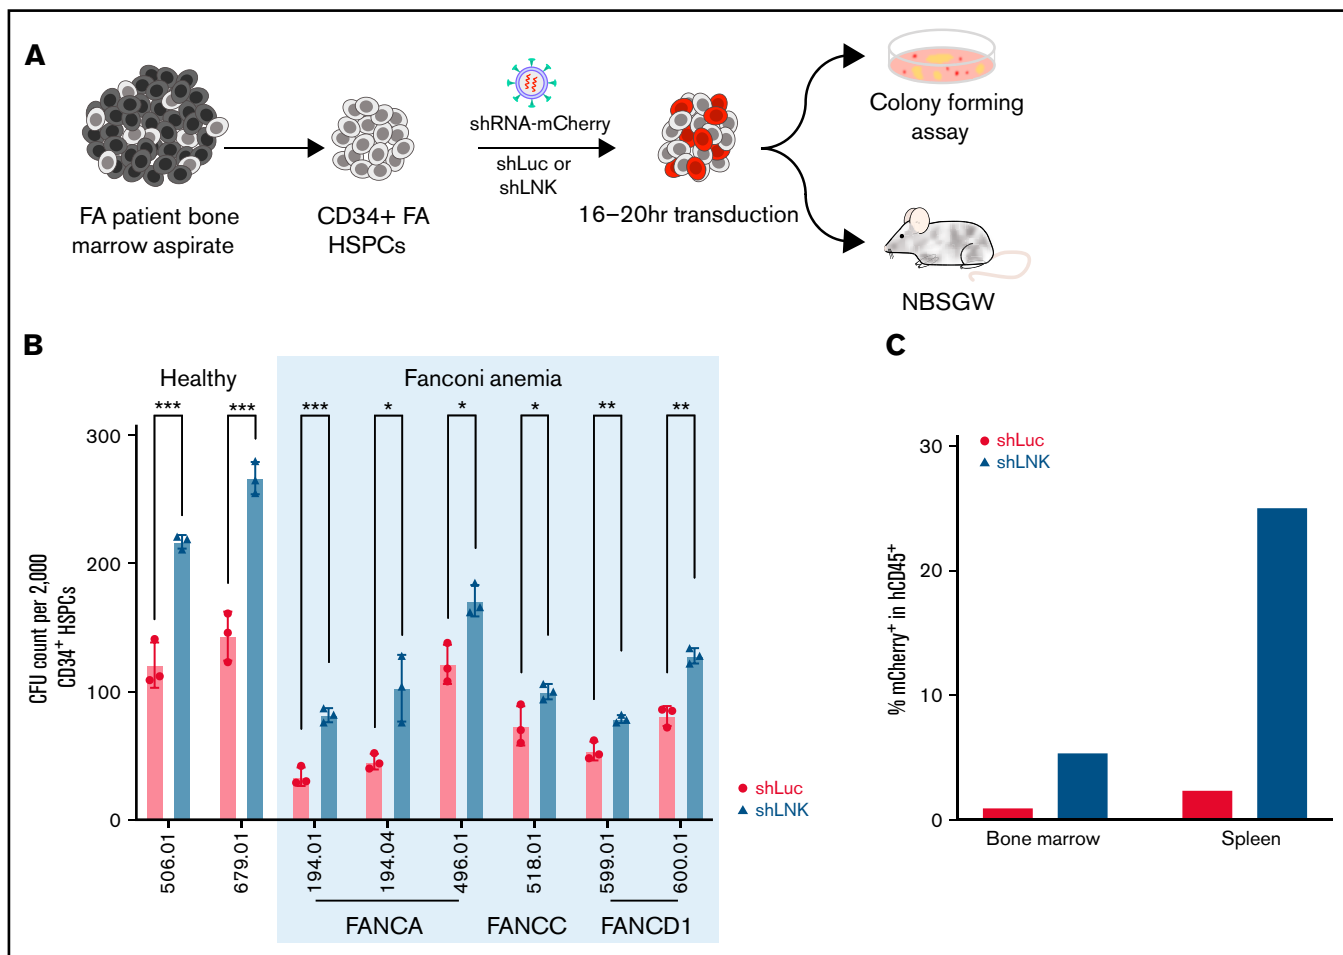 A
FA patient bone
marrow aspirate
CD34+ FA
HSPCs
shRNA-mCherry
shLuc or
shLNK
16–20hr transduction
Colony forming
assay
NBSGW
B
Healthy
Fanconi anemia
*** *** *** * * * ** **
CFU count per 2,000
CD34+ HSPCs
300
200
100
0
506.01
679.01
194.01
194.04
496.01
518.01
599.01
600.01
FANCA
FANCC
FANCD1
shLuc
shLNK
C
% mCherry+ in hCD45+
30
20
10
0
shLuc
shLNK
Bone marrow
Spleen